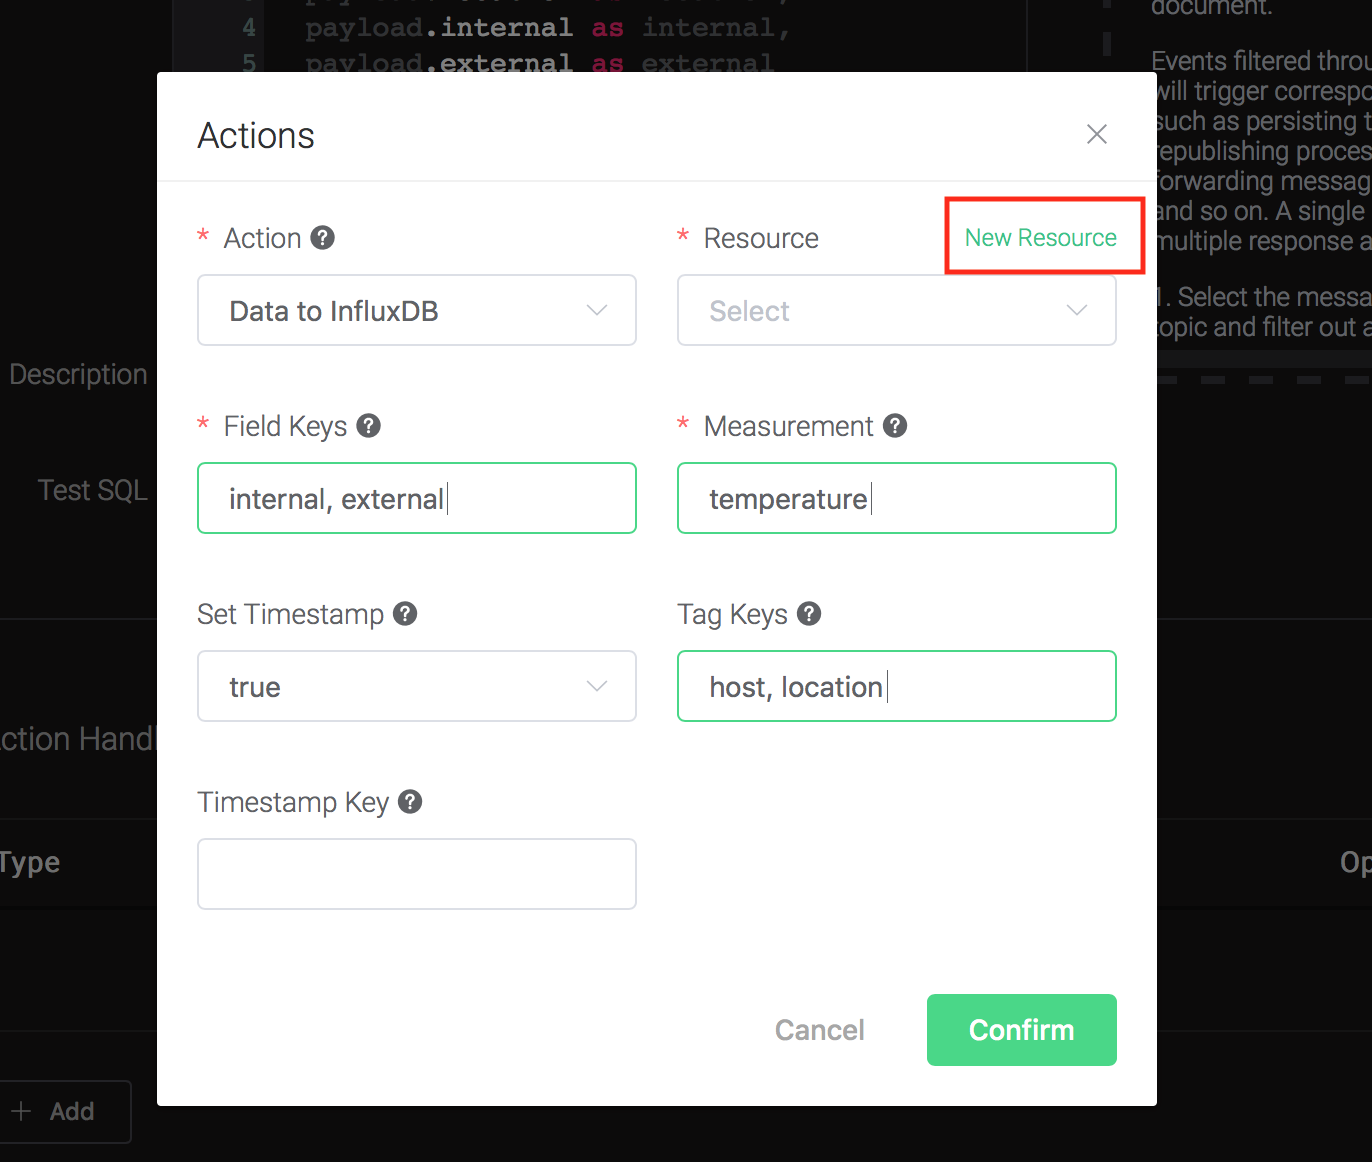 4 payload.internal as internal,
5 payload.external as external
document.
Events filtered throu
will trigger correspo
such as persisting t
republishing proces
forwarding messag
and so on. A single
multiple response a
1. Select the messa
topic and filter out a
Description
Test SQL
ction Handl
Type
Op
+ Add
Actions
* Action ?
* Resource
New Resource
Data to InfluxDB
Select
* Field Keys ?
* Measurement ?
internal, external
temperature
Set Timestamp ?
Tag Keys ?
true
host, location
Timestamp Key ?
Cancel
Confirm